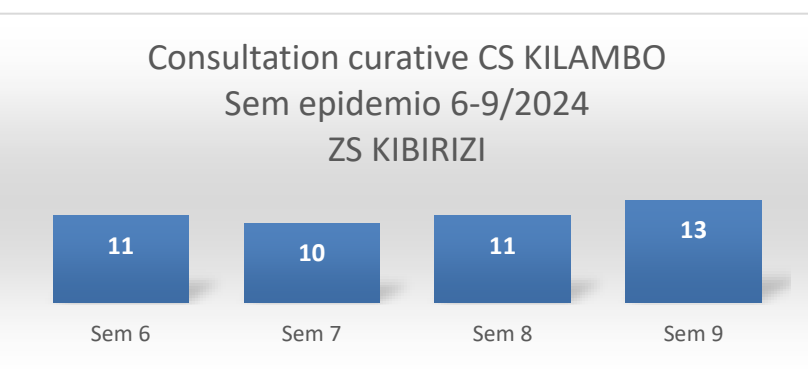 Consultation curative CS KILAMBO
Sem epidemio 6-9/2024
ZS KIBIRIZI
11
10
11
13
Sem 6
Sem 7
Sem 8
Sem 9